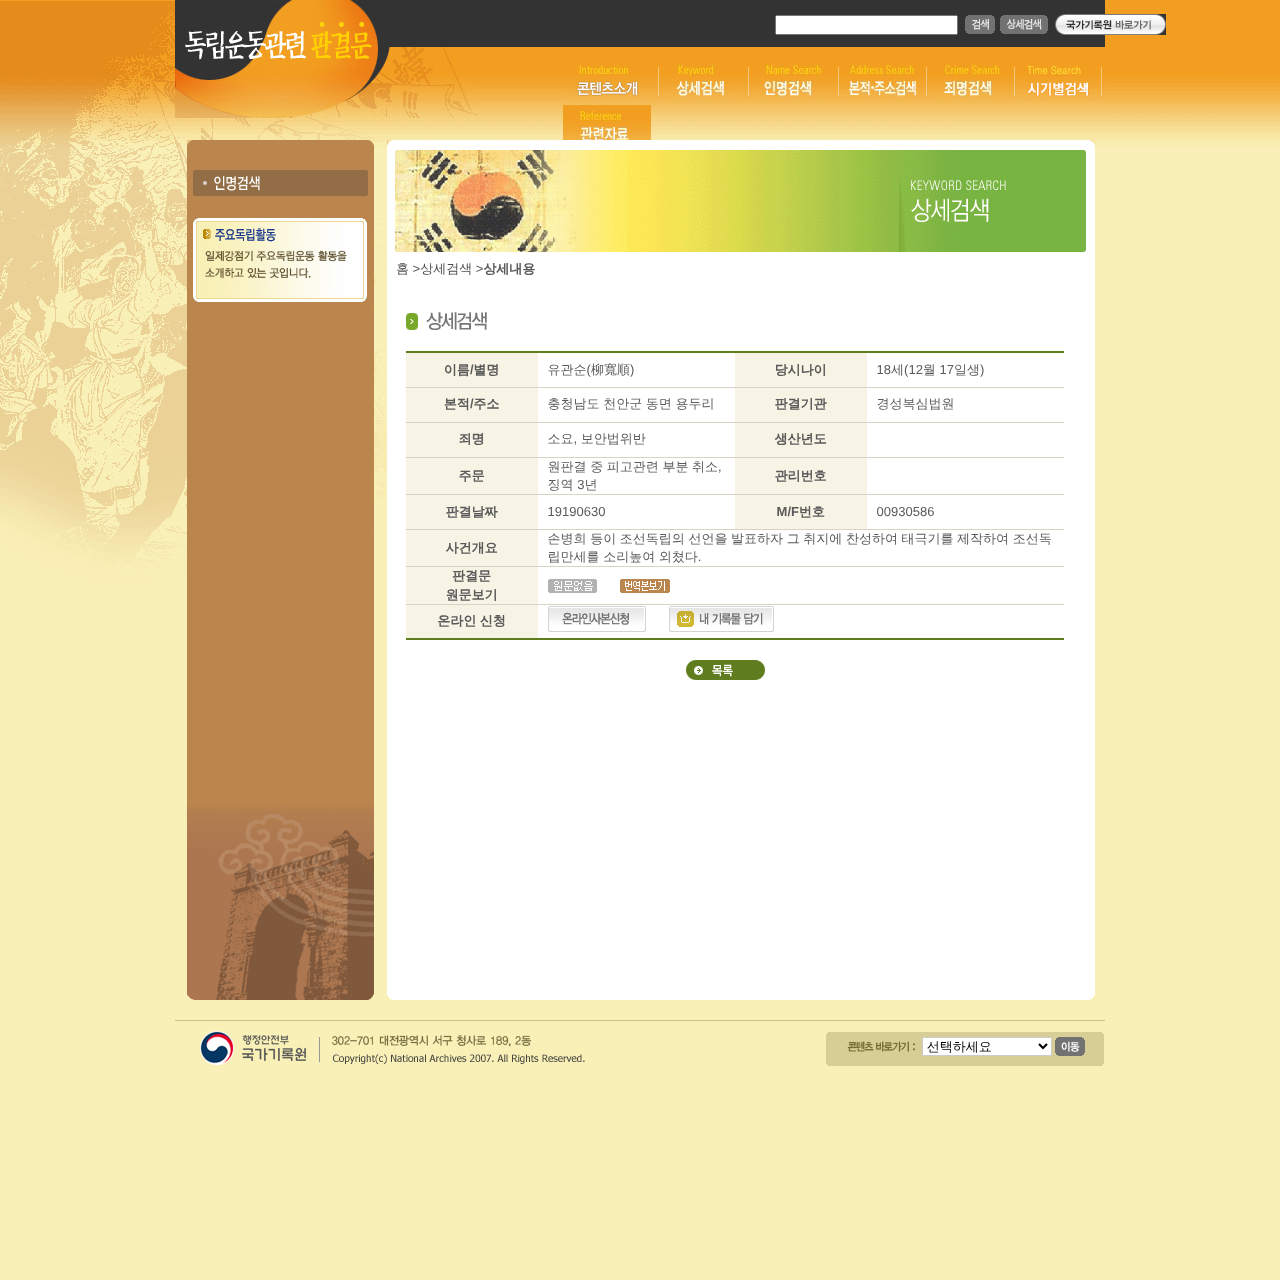 독립운동관련 판결문
검색 상세검색 국가기록원 바로가기
Introduction Keyword Name Search Address Search Crime Search Time Search
콘텐츠소개 상세검색 인명검색 본적·주소검색 죄명검색 시기별검색
Reference
관련자료
인명검색
주요독립활동
일제강점기 주요독립운동 활동을
소개하고 있는 곳입니다.
KEYWORD SEARCH
상세검색
홈 >상세검색 >상세내용
상세검색
이름/별명 유관순(柳寬順) 당시나이 18세(12월 17일생)
본적/주소 충청남도 천안군 동면 용두리 판결기관 경성복심법원
죄명 소요, 보안법위반 생산년도
주문 원판결 중 피고관련 부분 취소,
징역 3년 관리번호
판결날짜 19190630 M/F번호 00930586
사건개요 손병희 등이 조선독립의 선언을 발표하자 그 취지에 찬성하여 태극기를 제작하여 조선독
립만세를 소리높여 외쳤다.
판결문
원문보기 원문없음 번역본보기
온라인 신청 온라인사본신청 내 기록물 담기
목록
행정안전부
국가기록원
302-701 대전광역시 서구 청사로 189, 2동
Copyright(c) National Archives 2007. All Rights Reserved.
콘텐츠 바로가기 : 선택하세요 이동